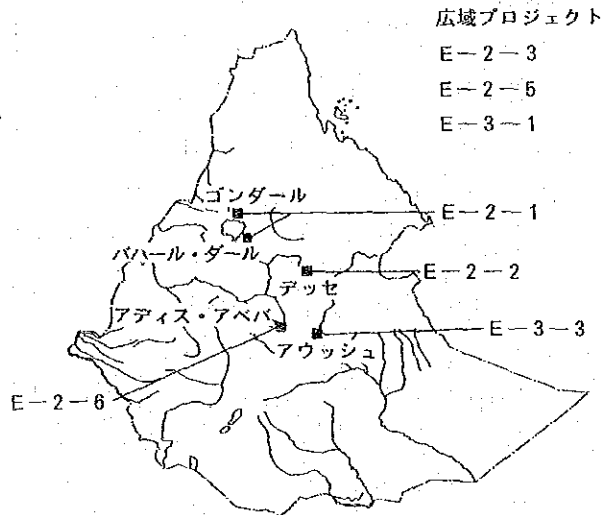 広域プロジェクト
E-2-3
E-2-5
E-3-1
ゴンダール
E-2-1
バハール・ダール
E-2-2
デッセ
アディス・アベバ
E-3-3
アウッシュ
E-2-6